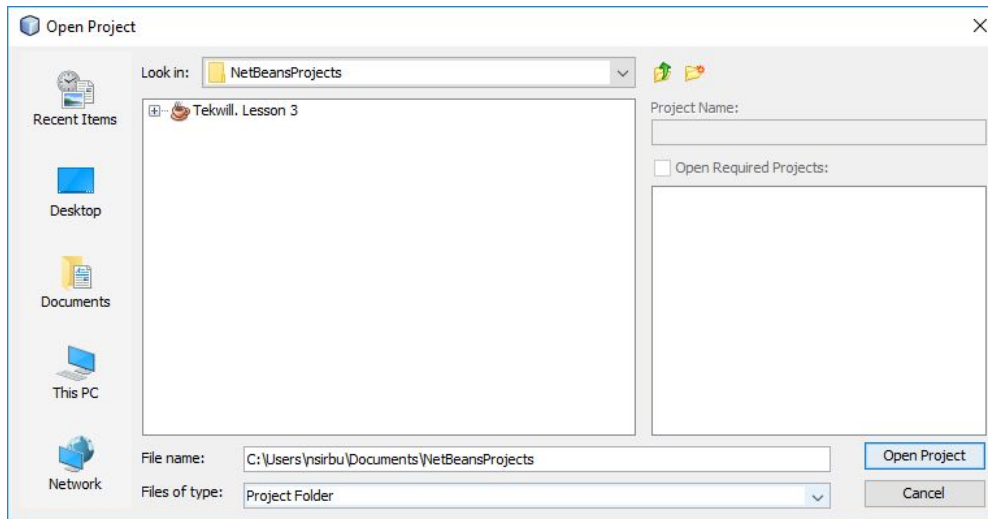 Open Project
Look in:
NetBeansProjects
Recent Items
Desktop
Documents
This PC
Network
Tekwill. Lesson 3
Project Name:
Open Required Projects:
File name:
C:\Users\nsirbu\Documents\NetBeansProjects
Open Project
Files of type:
Project Folder
Cancel